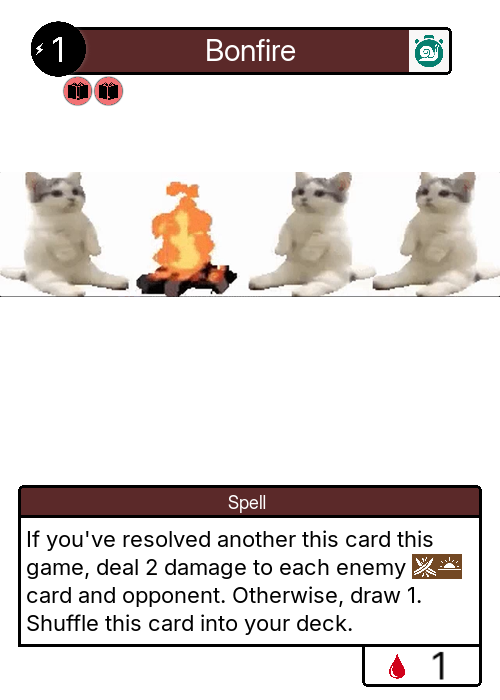 1 Bonfire
Spell
If you've resolved another this card this
game, deal 2 damage to each enemy
card and opponent. Otherwise, draw 1.
Shuffle this card into your deck.
1